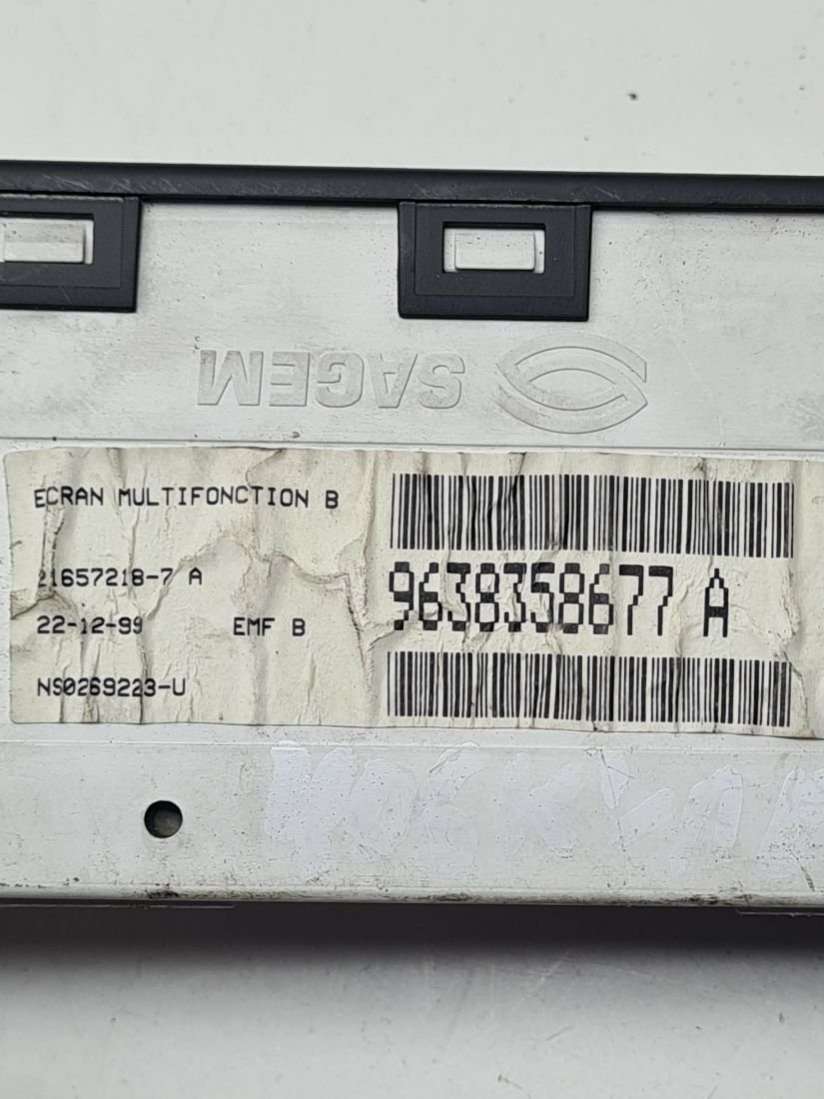 SAGEM
ECRAN MULTIFONCTION B
21657218-7 A
22-12-99 EMF B
NS0269223-U
9638358677 A